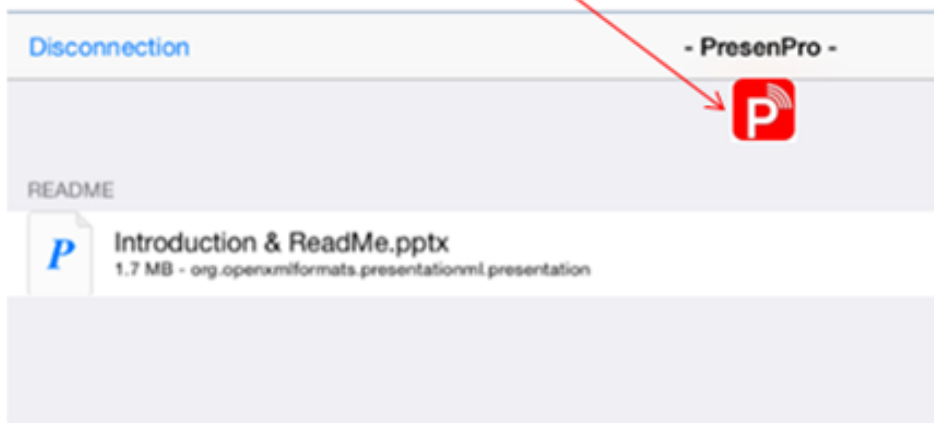 Disconnection
- PresenPro -
P
README
P
Introduction & ReadMe.pptx
1.7 MB - org.openxmlformats.presentationml.presentation